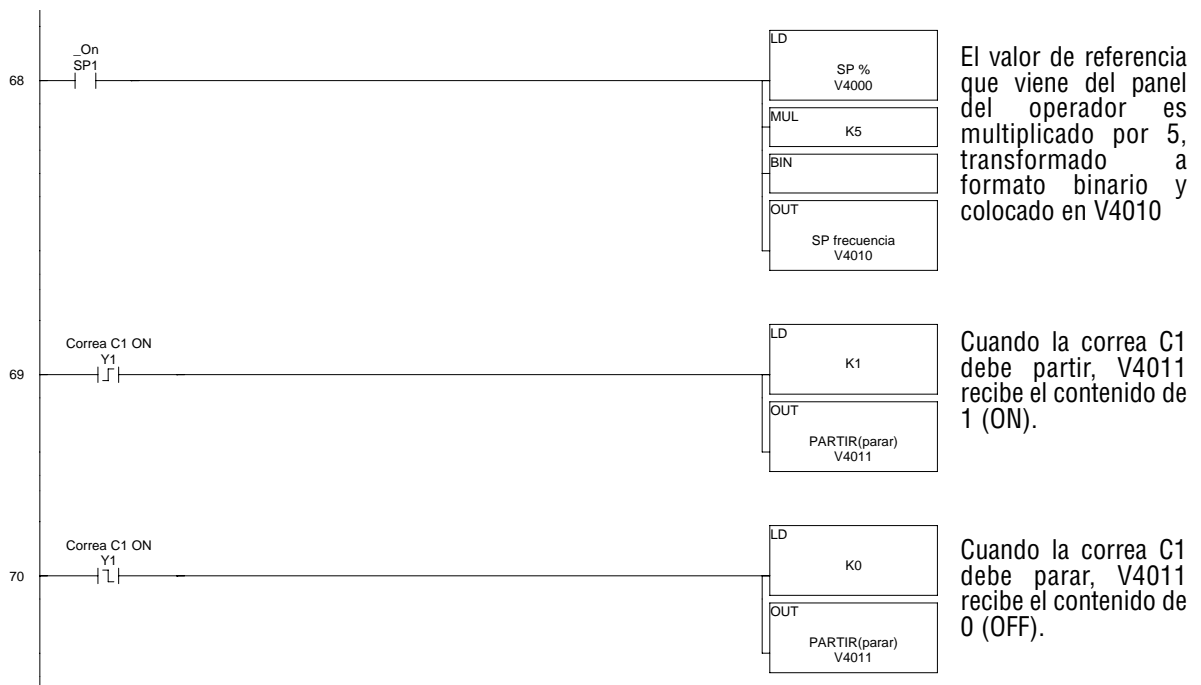 _On
SP1
68
LD
SP %
V4000
MUL
K5
BIN
OUT
SP frecuencia
V4010
El valor de referencia
que viene del panel
del operador es
multiplicado por 5,
transformado a
formato binario y
colocado en V4010
Correa C1 ON
Y1
69
LD
K1
OUT
PARTIR(parar)
V4011
Cuando la correa C1
debe partir, V4011
recibe el contenido de
1 (ON).
Correa C1 ON
Y1
70
LD
K0
OUT
PARTIR(parar)
V4011
Cuando la correa C1
debe parar, V4011
recibe el contenido de
0 (OFF).